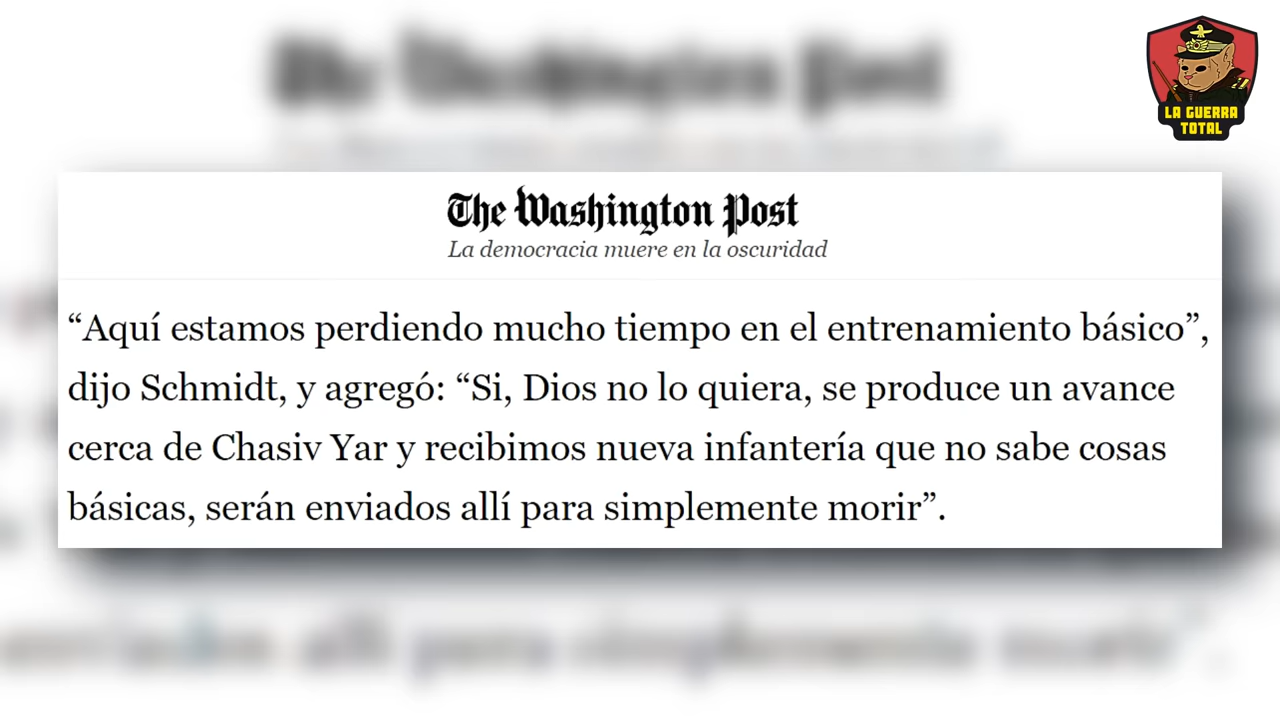 LA GUERRA
TOTAL
The Washington Post
La democracia muere en la oscuridad
“Aquí estamos perdiendo mucho tiempo en el entrenamiento básico”,
dijo Schmidt, y agregó: “Si, Dios no lo quiera, se produce un avance
cerca de Chasiv Yar y recibimos nueva infantería que no sabe cosas
básicas, serán enviados allí para simplemente morir”.